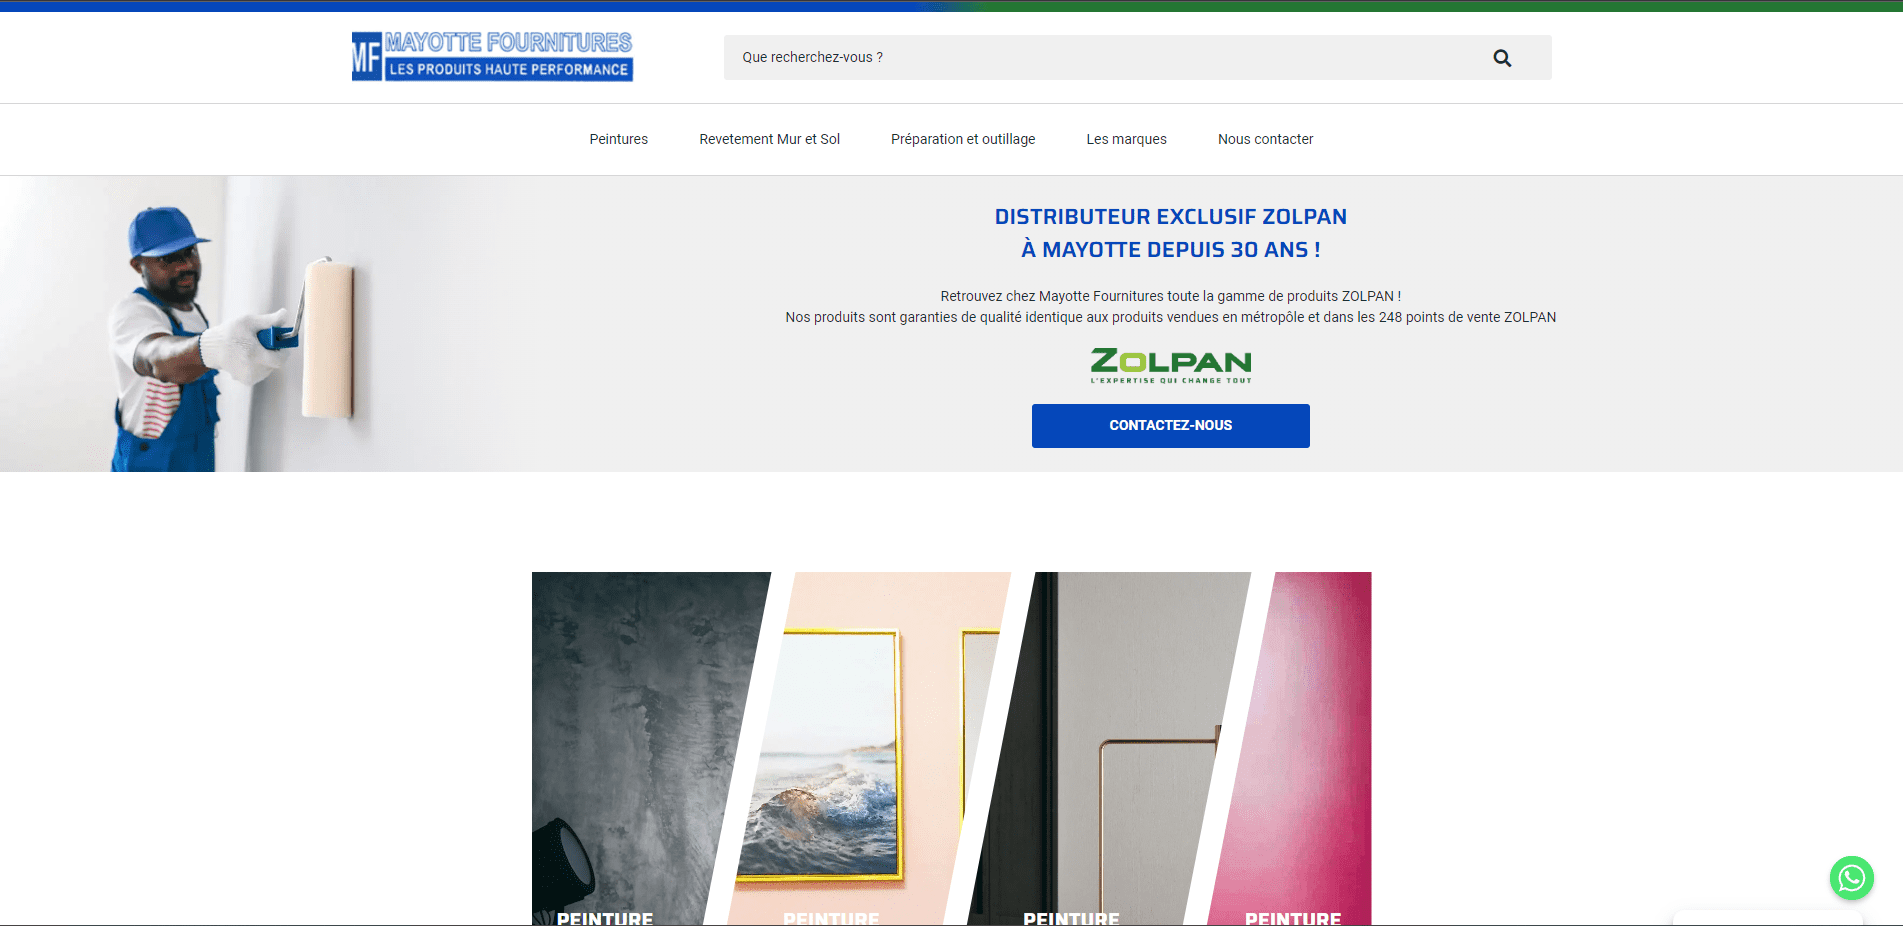 MF
MAYOTTE FOURNITURES
LES PRODUITS HAUTE PERFORMANCE
Que recherchez-vous ?
Peintures
Revetement Mur et Sol
Préparation et outillage
Les marques
Nous contacter
DISTRIBUTEUR EXCLUSIF ZOLPAN
À MAYOTTE DEPUIS 30 ANS !
Retrouvez chez Mayotte Fournitures toute la gamme de produits ZOLPAN !
Nos produits sont garanties de qualité identique aux produits vendues en métropôle et dans les 248 points de vente ZOLPAN
ZOLPAN
L'EXPERTISE QUI CHANGE TOUT
CONTACTEZ-NOUS
PEINTURE
PEINTURE
PEINTURE
PEINTURE